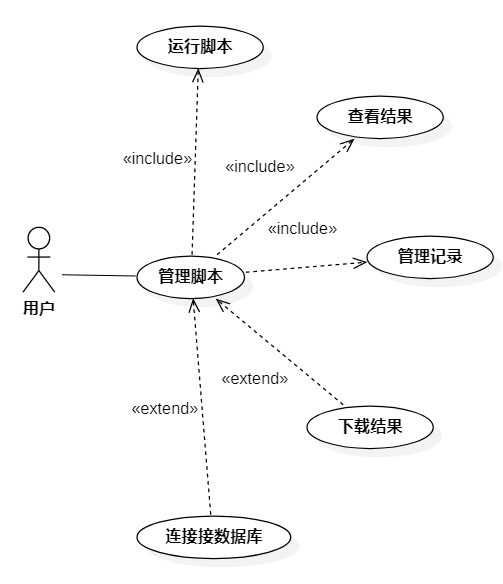 运行脚本
查看结果
«include»
«include»
«include»
管理记录
管理脚本
用户
«extend»
«extend»
下载结果
连接接数据库